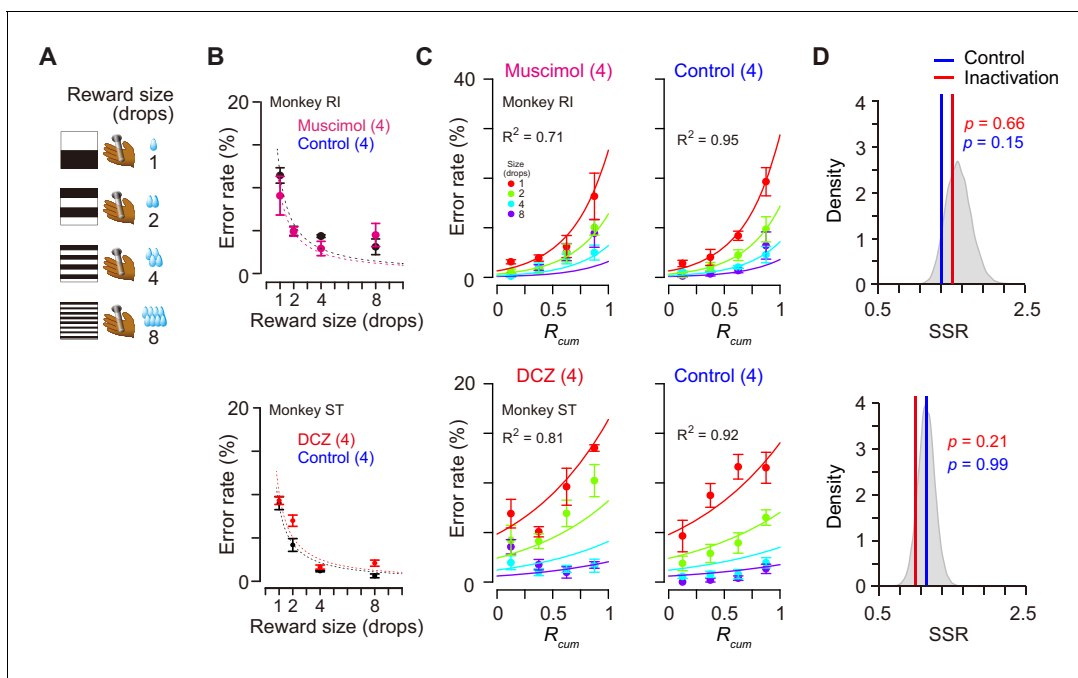 A
Reward size
(drops)
1
2
4
8
B
20
Monkey RI
Muscimol (4)
Control (4)
Error rate (%)
0
1 2 4 8
Reward size (drops)
20
Monkey ST
DCZ (4)
Control (4)
Error rate (%)
0
1 2 4 8
Reward size (drops)
C
Muscimol (4)
40
Monkey RI
R2 = 0.71
Size
(drops)
1
2
4
8
Error rate (%)
0
0 0.5 1
Rcum
Control (4)
R2 = 0.95
0 0.5 1
Rcum
DCZ (4)
20
Monkey ST
R2 = 0.81
Error rate (%)
0
0 0.5 1
Rcum
Control (4)
R2 = 0.92
0 0.5 1
Rcum
D
Control
Inactivation
p = 0.66
p = 0.15
Density
4
3
2
1
0
0.5 2.5
SSR
p = 0.21
p = 0.99
Density
4
3
2
1
0
0.5 2.5
SSR